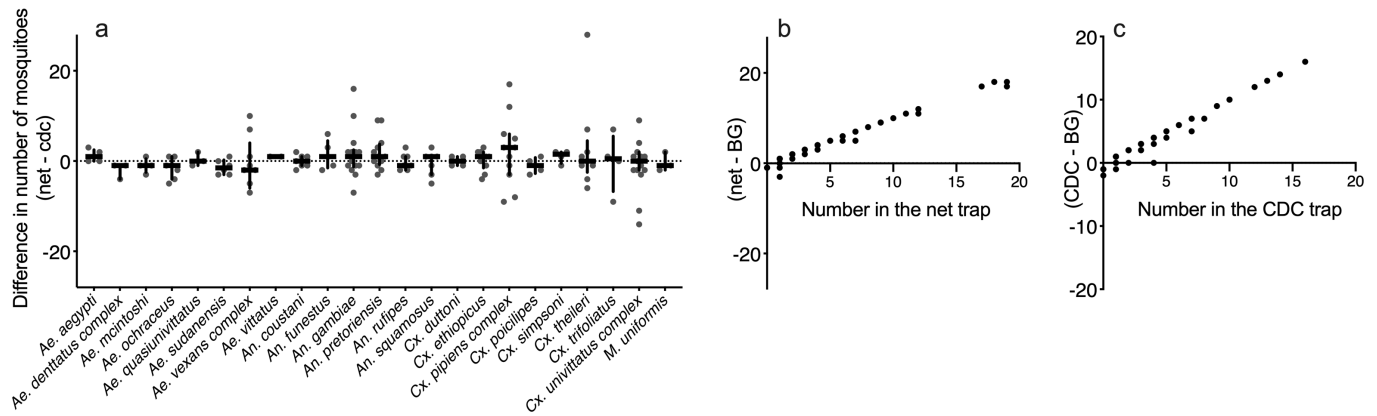 a
Difference in number of mosquitoes
(net - cdc)
20
0
-20
Ae. aegypti
Ae. denttatus complex
Ae. mcintoshi
Ae. ochraceus
Ae. quasiunivittatus
Ae. sudanensis
Ae. vexans complex
Ae. vittatus
An. coustani
An. funestus
An. gambiae
An. pretoriensis
An. rufipes
An. squamosus
Cx. duttoni
Cx. ethiopicus
Cx. pipiens complex
Cx. poicilipes
Cx. simpsoni
Cx. theileri
Cx. trifoliatus
Cx. univittatus complex
M. uniformis
b
(net - BG)
20
0
-20
5 10 15 20
Number in the net trap
c
(CDC - BG)
20
10
0
-10
-20
5 10 15 20
Number in the CDC trap